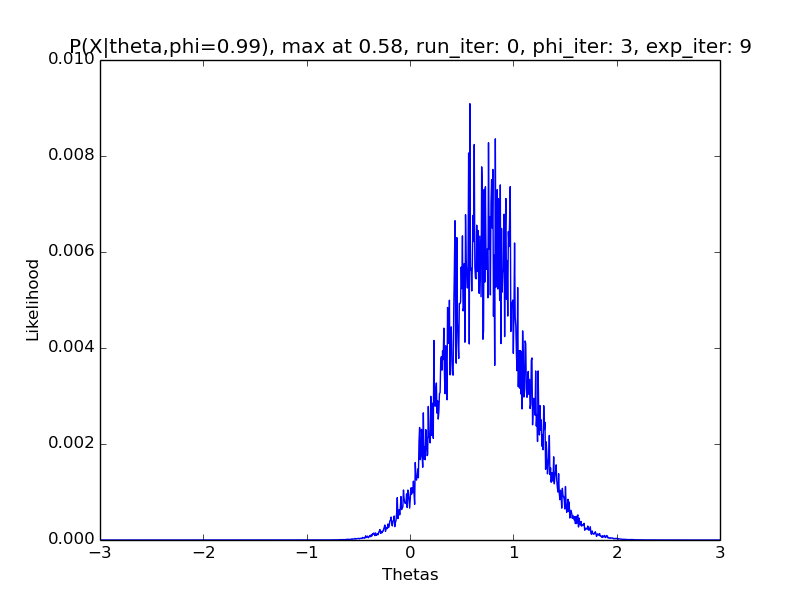 P(X|theta,phi=0.99), max at 0.58, run_iter: 0, phi_iter: 3, exp_iter: 9
0.010
0.008
0.006
0.004
0.002
0.000
Likelihood
−3 −2 −1 0 1 2 3
Thetas